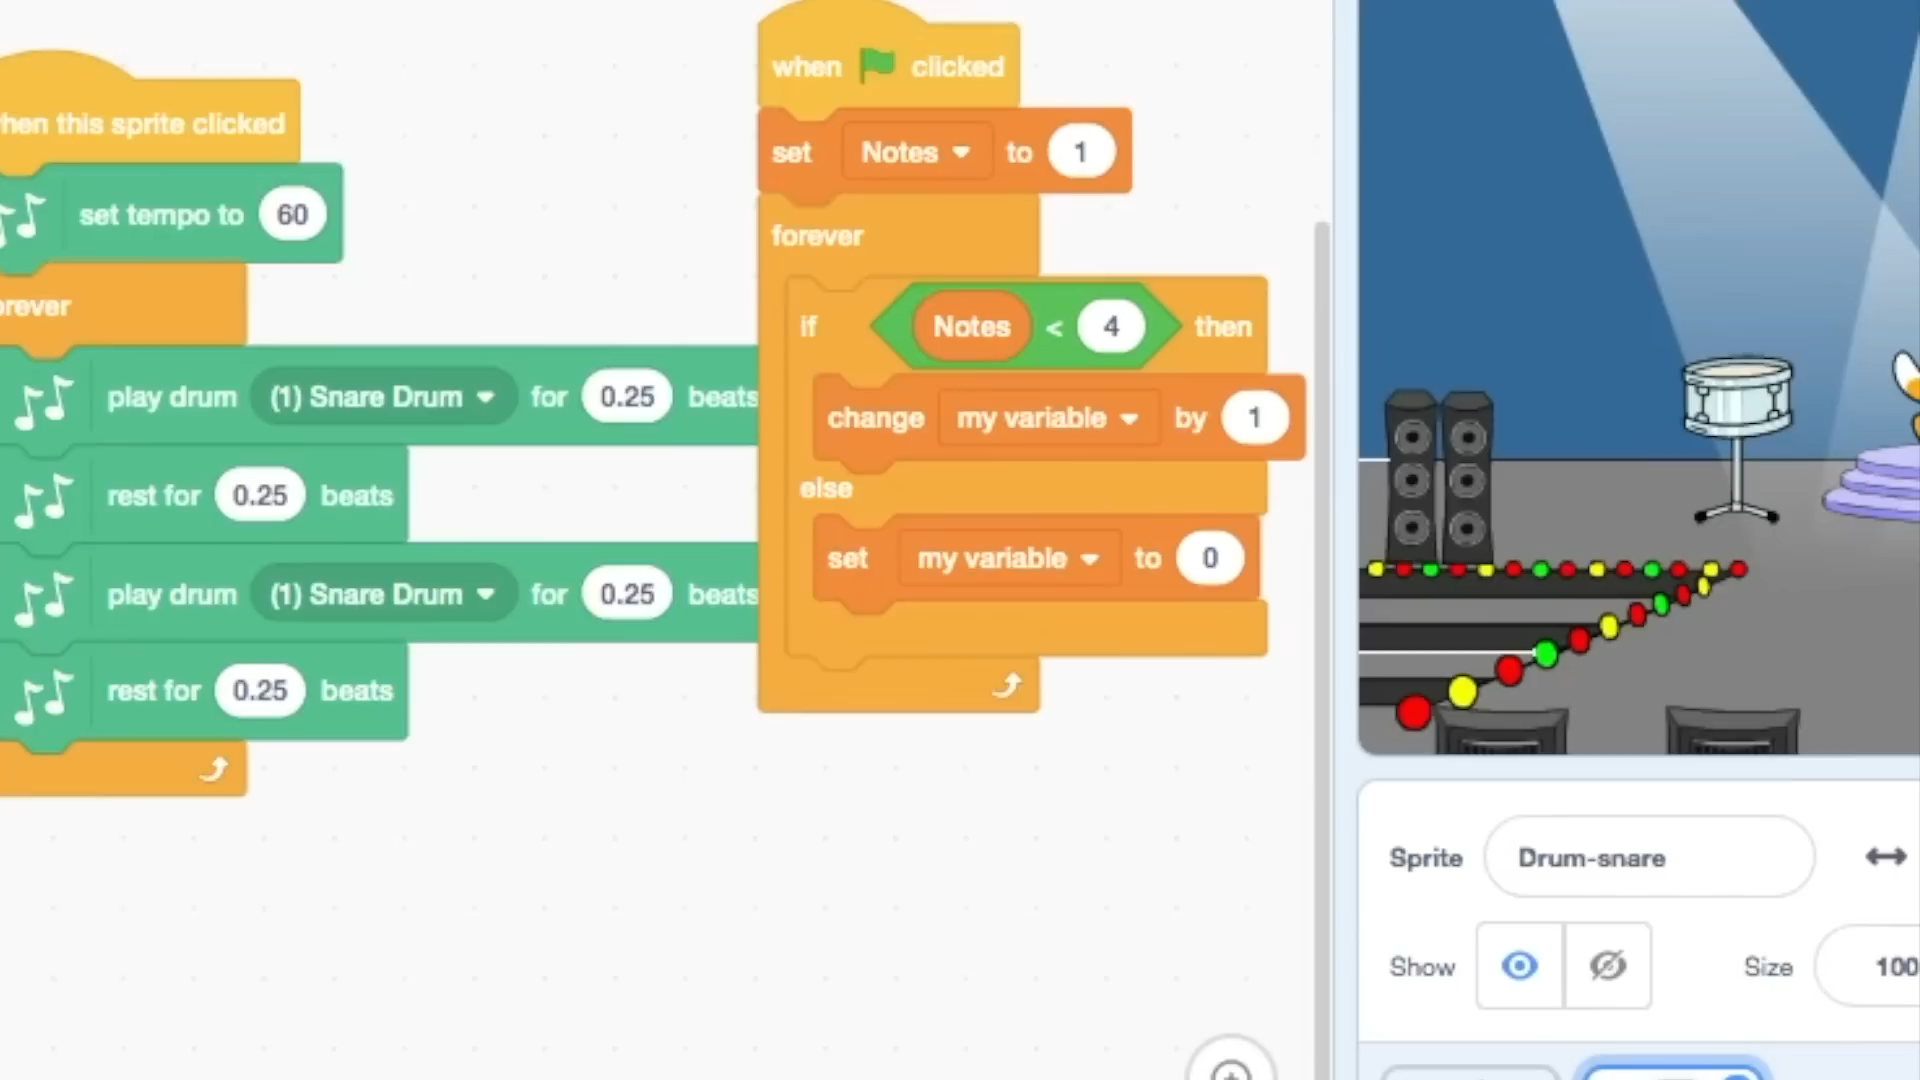 hen this sprite clicked
set tempo to 60
orever
play drum (1) Snare Drum for 0.25 beats
rest for 0.25 beats
play drum (1) Snare Drum for 0.25 beats
rest for 0.25 beats
when clicked
set Notes to 1
forever
if Notes < 4 then
change my variable by 1
else
set my variable to 0
Sprite Drum-snare
Show Size 100